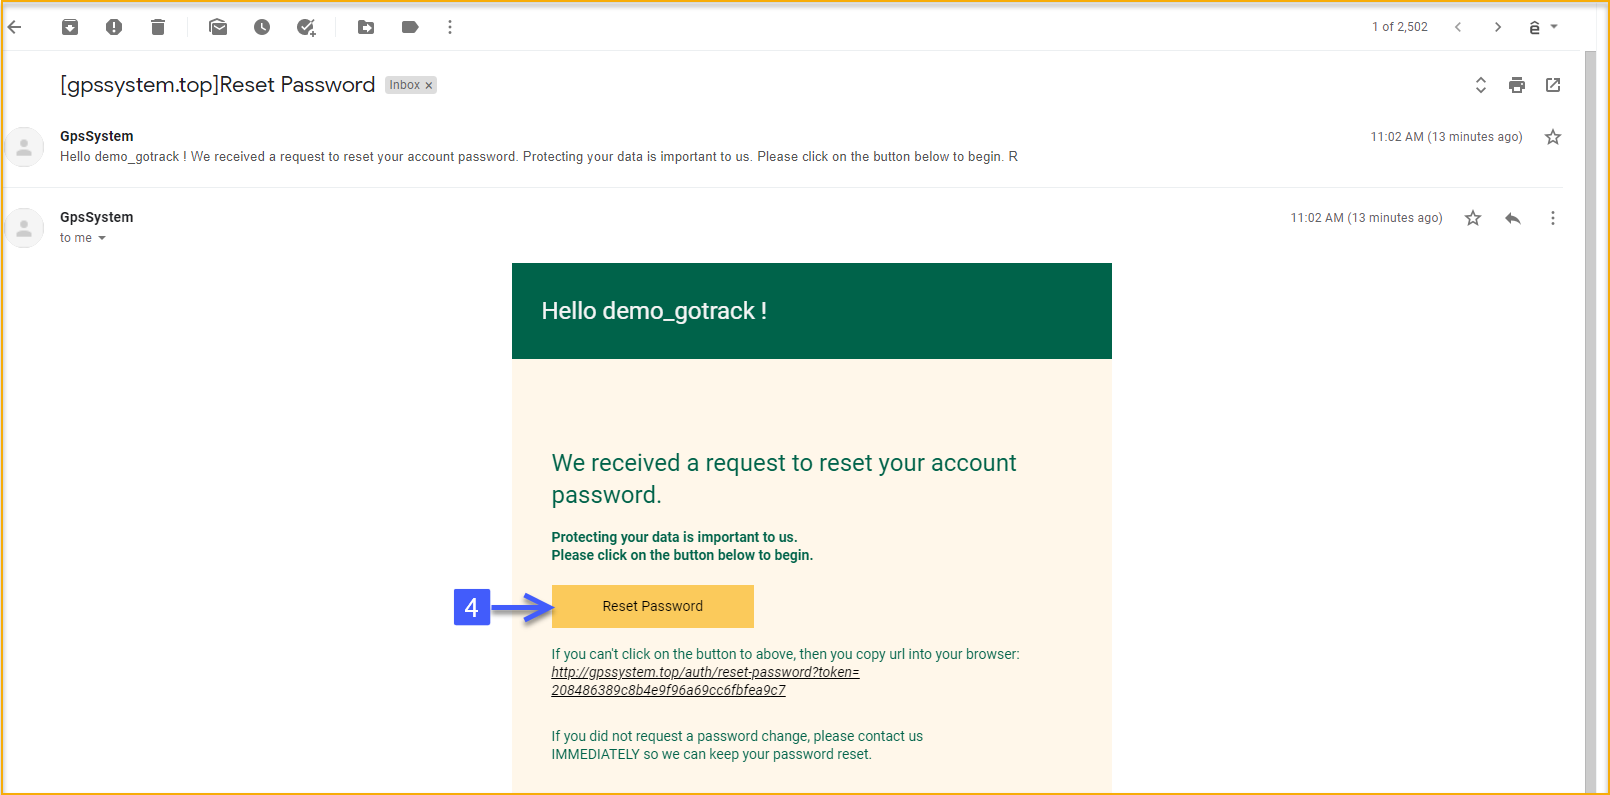 1 of 2,502
[gpssystem.top]Reset Password Inbox ×
GpsSystem 11:02 AM (13 minutes ago)
Hello demo_gotrack ! We received a request to reset your account password. Protecting your data is important to us. Please click on the button below to begin. R
GpsSystem 11:02 AM (13 minutes ago)
to me
Hello demo_gotrack !
We received a request to reset your account
password.
Protecting your data is important to us.
Please click on the button below to begin.
4 Reset Password
If you can't click on the button to above, then you copy url into your browser:
http://gpssystem.top/auth/reset-password?token=
208486389c8b4e9f96a69cc6fbfea9c7
If you did not request a password change, please contact us
IMMEDIATELY so we can keep your password reset.